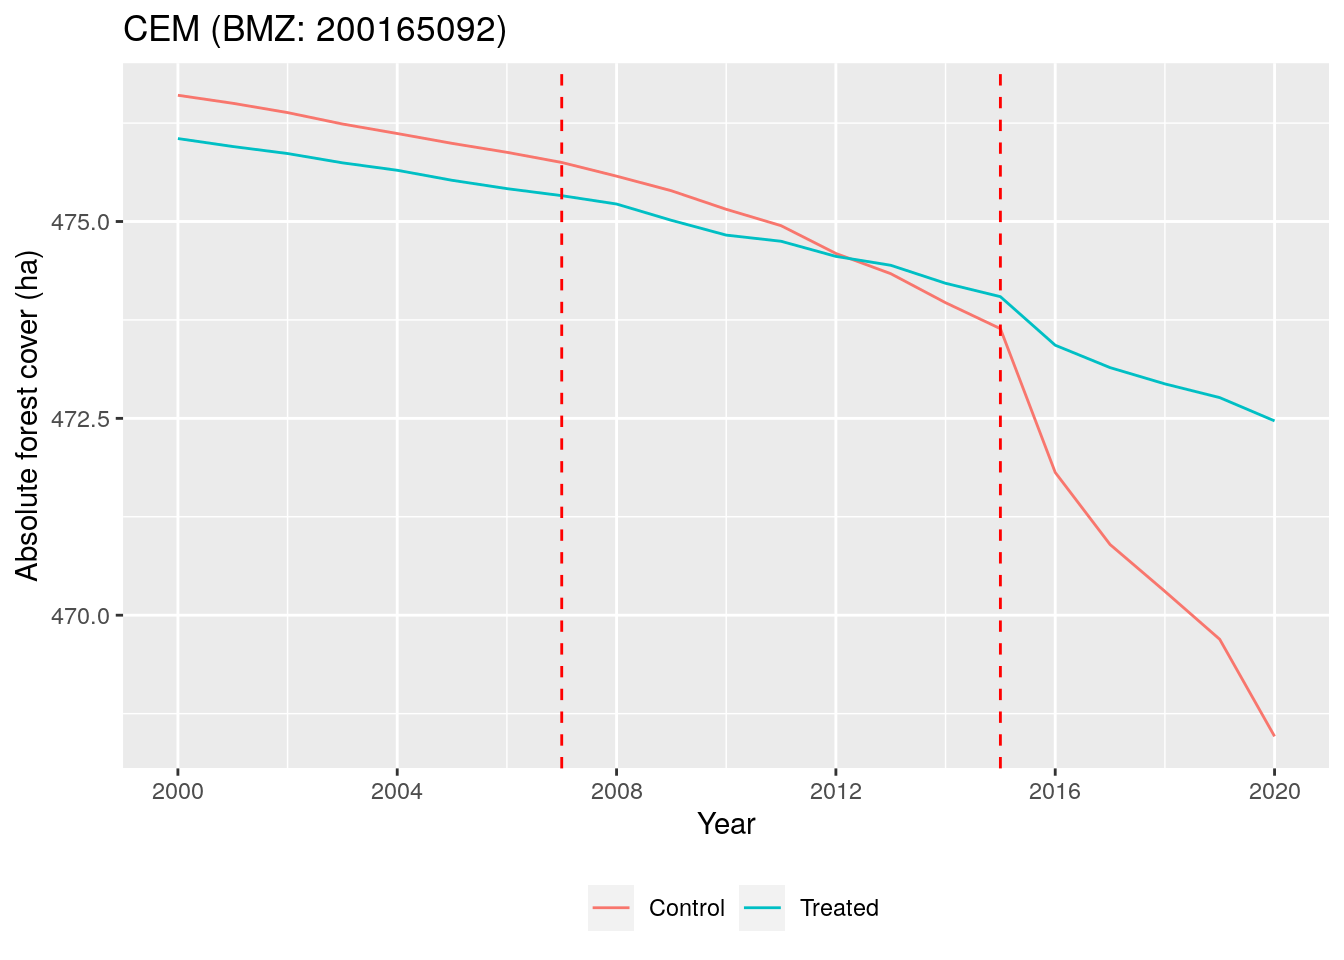 CEM (BMZ: 200165092)
Absolute forest cover (ha)
475.0
472.5
470.0
2000 2004 2008 2012 2016 2020
Year
Control Treated